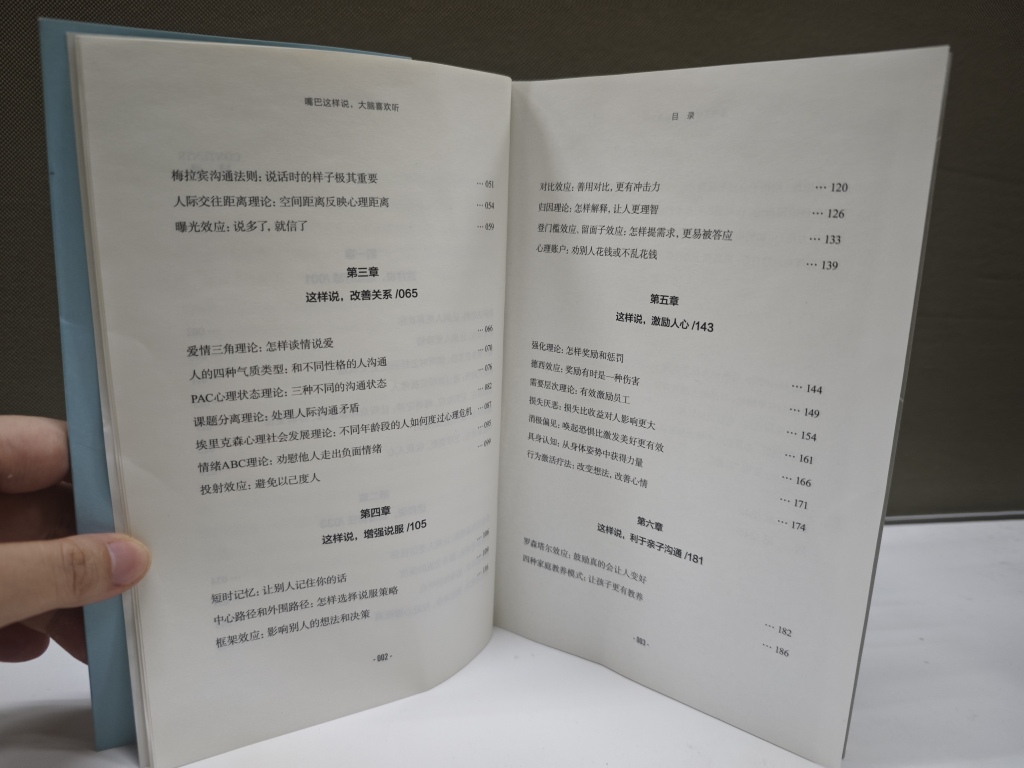 嘴巴这样说，大脑喜欢听
梅拉宾沟通法则：说话时的样子极其重要 ··· 051
人际交往距离理论：空间距离反映心理距离 ··· 054
曝光效应：说多了，就信了 ··· 059
第三章
这样说，改善关系 /065
爱情三角理论：怎样谈情说爱 ··· 066
人的四种气质类型：和不同性格的人沟通 ··· 070
PAC心理状态理论：三种不同的沟通状态 ··· 076
课题分离理论：处理人际沟通矛盾 ··· 082
埃里克森心理社会发展理论：不同年龄段的人如何度过心理危机 ··· 087
情绪ABC理论：劝慰他人走出负面情绪 ··· 095
投射效应：避免以己度人 ··· 099
第四章
这样说，增强说服 /105
短时记忆：让别人记住你的话 ···
中心路径和外围路径：怎样选择说服策略 ···
框架效应：影响别人的想法和决策 ···
· 002 ·
目 录
对比效应：善用对比，更有冲击力 ··· 120
归因理论：怎样解释，让人更理智 ··· 126
登门槛效应、留面子效应：怎样提需求，更易被答应 ··· 133
心理账户：劝别人花钱或不乱花钱 ··· 139
第五章
这样说，激励人心 /143
强化理论：怎样奖励和惩罚 ··· 144
德西效应：奖励有时是一种伤害 ··· 149
需要层次理论：有效激励员工 ··· 154
损失厌恶：损失比收益对人影响更大 ··· 161
消极偏见：唤起恐惧比激发美好更有效 ··· 166
具身认知：从身体姿势中获得力量 ··· 171
行为激活疗法：改变想法，改善心情 ··· 174
第六章
这样说，利于亲子沟通 /181
罗森塔尔效应：鼓励真的会让人变好 ··· 182
四种家庭教养模式：让孩子更有教养 ··· 186
· 003 ·